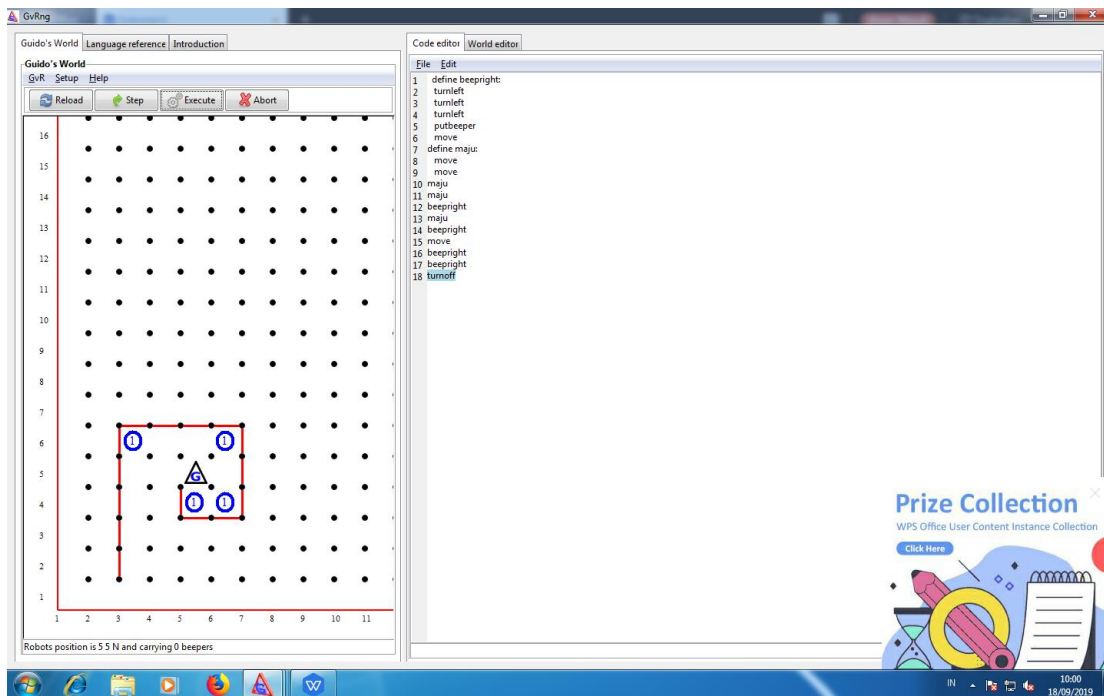 GvRng
Guido's World Language reference Introduction
Guido's World
GvR Setup Help
Reload Step Execute Abort
16
15
14
13
12
11
10
9
8
7
6 1 1
5 G
4 1 1
3
2
1
1 2 3 4 5 6 7 8 9 10 11
Robots position is 5 5 N and carrying 0 beepers
Code editor World editor
File Edit
1 define beepright:
2 turnleft
3 turnleft
4 turnleft
5 putbeeper
6 move
7 define maju:
8 move
9 move
10 maju
11 maju
12 beepright
13 maju
14 beepright
15 move
16 beepright
17 beepright
18 turnoff
Prize Collection
WPS Office User Content Instance Collection
Click Here
IN
10:00
18/09/2019